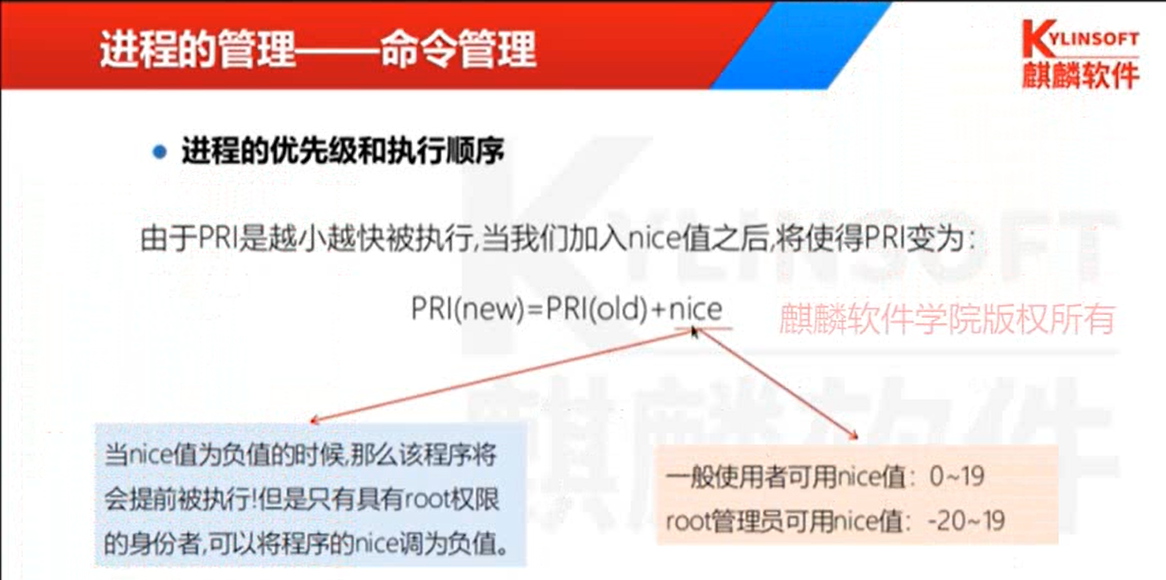 进程的管理——命令管理
KYLINSOFT
麒麟软件
进程的优先级和执行顺序
由于PRI是越小越快被执行,当我们加入nice值之后,将使得PRI变为:
PRI(new)=PRI(old)+nice
麒麟软件学院版权所有
当nice值为负值的时候,那么该程序将
会提前被执行!但是只有具有root权限
的身份者,可以将程序的nice调为负值。
一般使用者可用nice值：0~19
root管理员可用nice值：-20~19
KYLINSOFT
麒麟软件